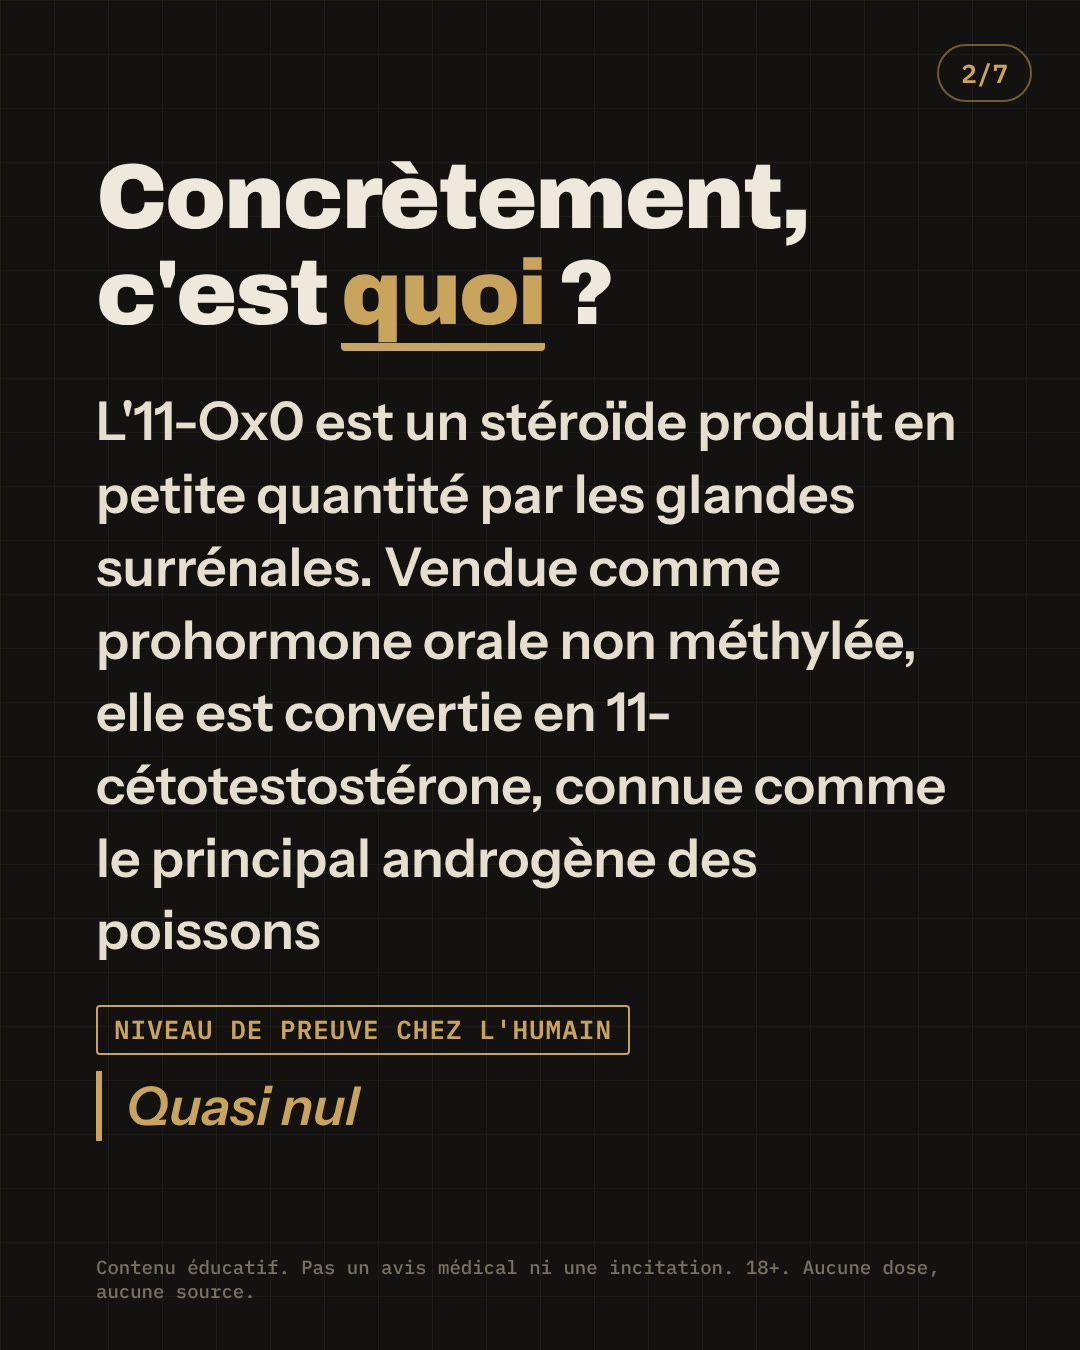 2/7
Concrètement,
c'est quoi ?
L'11-Ox0 est un stéroïde produit en
petite quantité par les glandes
surrénales. Vendue comme
prohormone orale non méthylée,
elle est convertie en 11-
cétotestostérone, connue comme
le principal androgène des
poissons
NIVEAU DE PREUVE CHEZ L'HUMAIN
Quasi nul
Contenu éducatif. Pas un avis médical ni une incitation. 18+. Aucune dose,
aucune source.